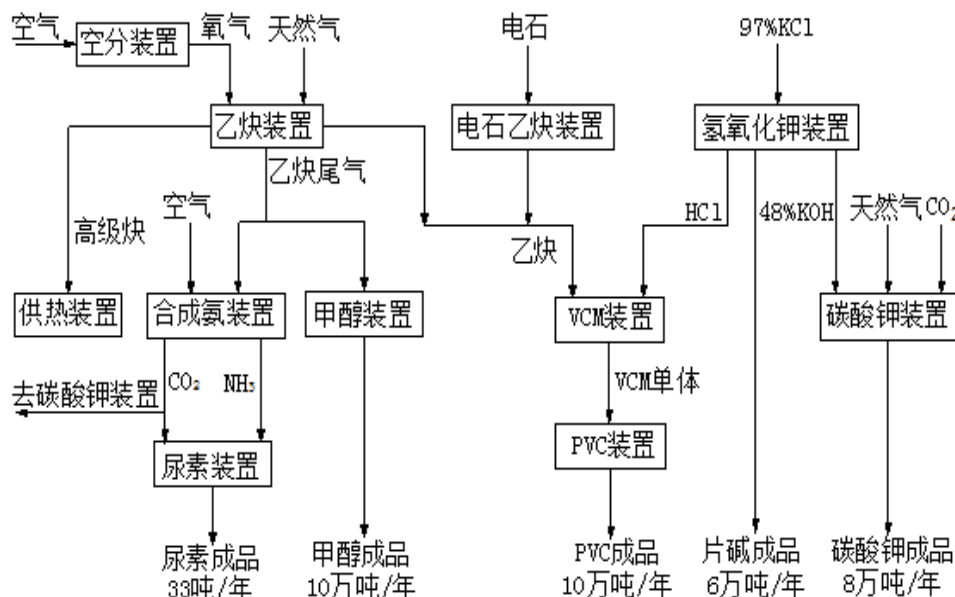 空气
空分装置
氧气
天然气
电石
97%KCl
乙炔装置
电石乙炔装置
氢氧化钾装置
乙炔尾气
空气
高级炔
乙炔
HCl
48%KOH
天然气
CO₂
供热装置
合成氨装置
甲醇装置
VCM装置
碳酸钾装置
CO₂
NH₃
去碳酸钾装置
VCM单体
尿素装置
PVC装置
尿素成品
33吨/年
甲醇成品
10万吨/年
PVC成品
10万吨/年
片碱成品
6万吨/年
碳酸钾成品
8万吨/年